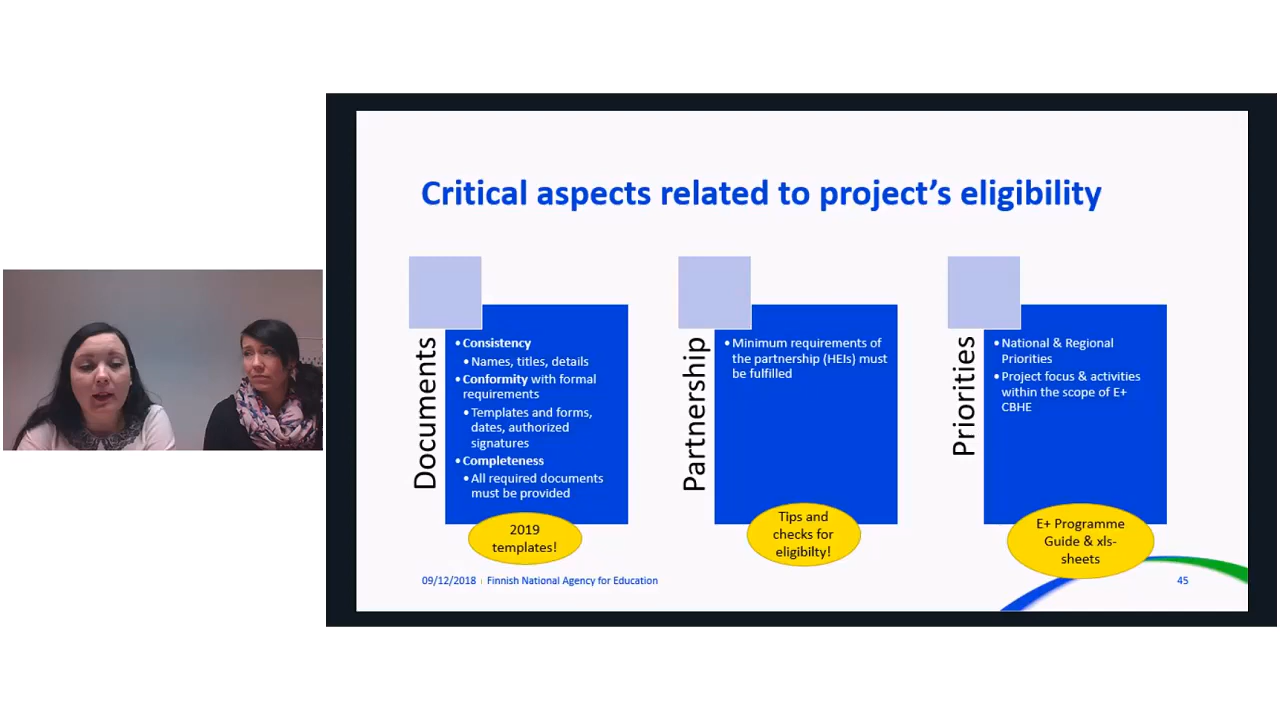 Critical aspects related to project's eligibility
Documents
• Consistency
• Names, titles, details
• Conformity with formal
requirements
• Templates and forms,
dates, authorized
signatures
• Completeness
• All required documents
must be provided
2019
templates!
Partnership
• Minimum requirements of
the partnership (HEIs) must
be fulfilled
Tips and
checks for
eligibilty!
Priorities
• National & Regional
Priorities
• Project focus & activities
within the scope of E+
CBHE
E+ Programme
Guide & xls-
sheets
09/12/2018 | Finnish National Agency for Education
45